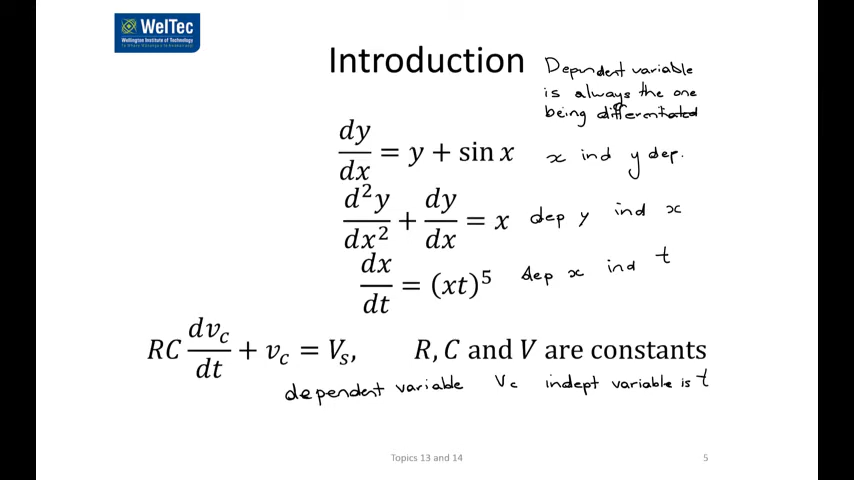 WelTec
Wellington Institute of Technology
Introduction
Dependent variable
is always the one
being differentiated
dy/dx = y + sin x x ind y dep.
d²y/dx² + dy/dx = x dep y ind x
dx/dt = (xt)⁵ dep x ind t
RC dv_c/dt + v_c = V_s, R, C and V are constants
dependent variable Vc indept variable is t
Topics 13 and 14
5